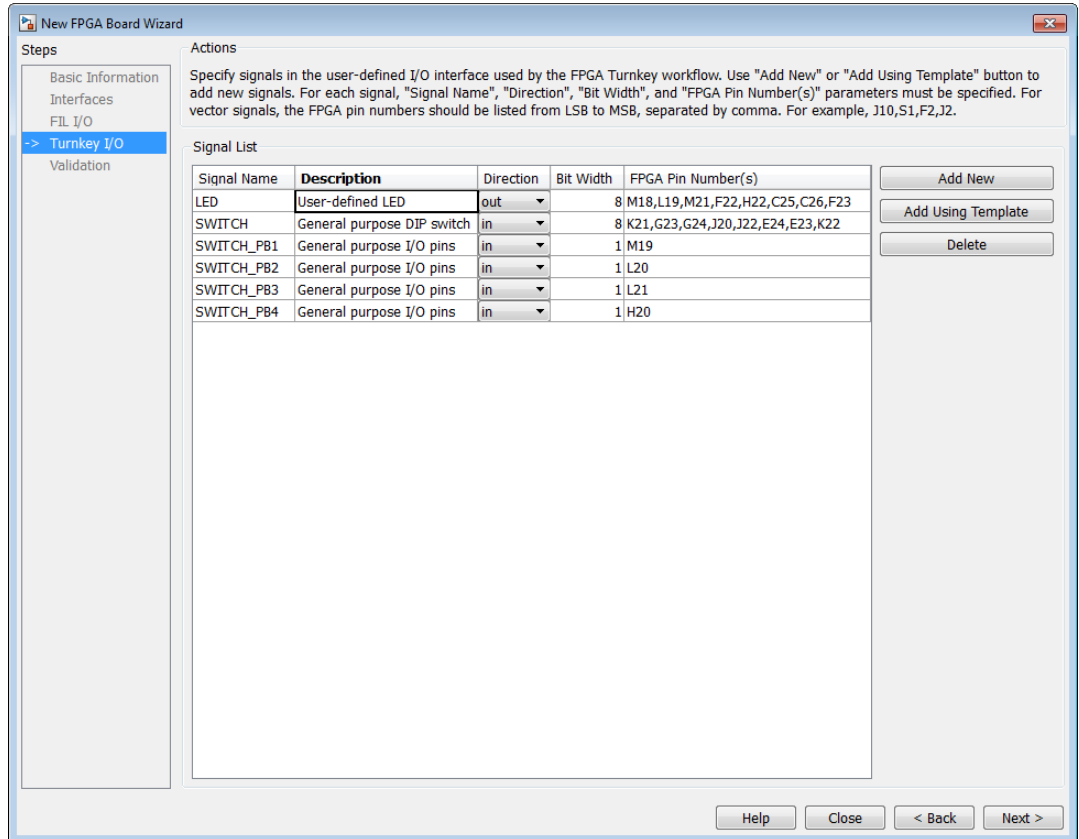 New FPGA Board Wizard
Steps
Basic Information
Interfaces
FIL I/O
-> Turnkey I/O
Validation
Actions
Specify signals in the user-defined I/O interface used by the FPGA Turnkey workflow. Use "Add New" or "Add Using Template" button to
add new signals. For each signal, "Signal Name", "Direction", "Bit Width", and "FPGA Pin Number(s)" parameters must be specified. For
vector signals, the FPGA pin numbers should be listed from LSB to MSB, separated by comma. For example, J10,S1,F2,J2.
Signal List
Signal Name Description Direction Bit Width FPGA Pin Number(s)
LED User-defined LED out 8 M18,L19,M21,F22,H22,C25,C26,F23
SWITCH General purpose DIP switch in 8 K21,G23,G24,J20,J22,E24,E23,K22
SWITCH_PB1 General purpose I/O pins in 1 M19
SWITCH_PB2 General purpose I/O pins in 1 L20
SWITCH_PB3 General purpose I/O pins in 1 L21
SWITCH_PB4 General purpose I/O pins in 1 H20
Add New
Add Using Template
Delete
Help Close < Back Next >